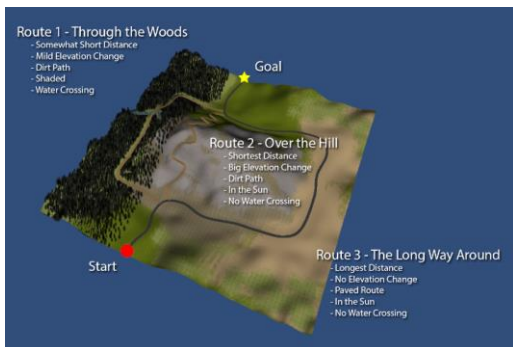 Route 1 - Through the Woods
- Somewhat Short Distance
- Mild Elevation Change
- Dirt Path
- Shaded
- Water Crossing
Goal
Route 2 - Over the Hill
- Shortest Distance
- Big Elevation Change
- Dirt Path
- In the Sun
- No Water Crossing
Start
Route 3 - The Long Way Around
- Longest Distance
- No Elevation Change
- Paved Route
- In the Sun
- No Water Crossing